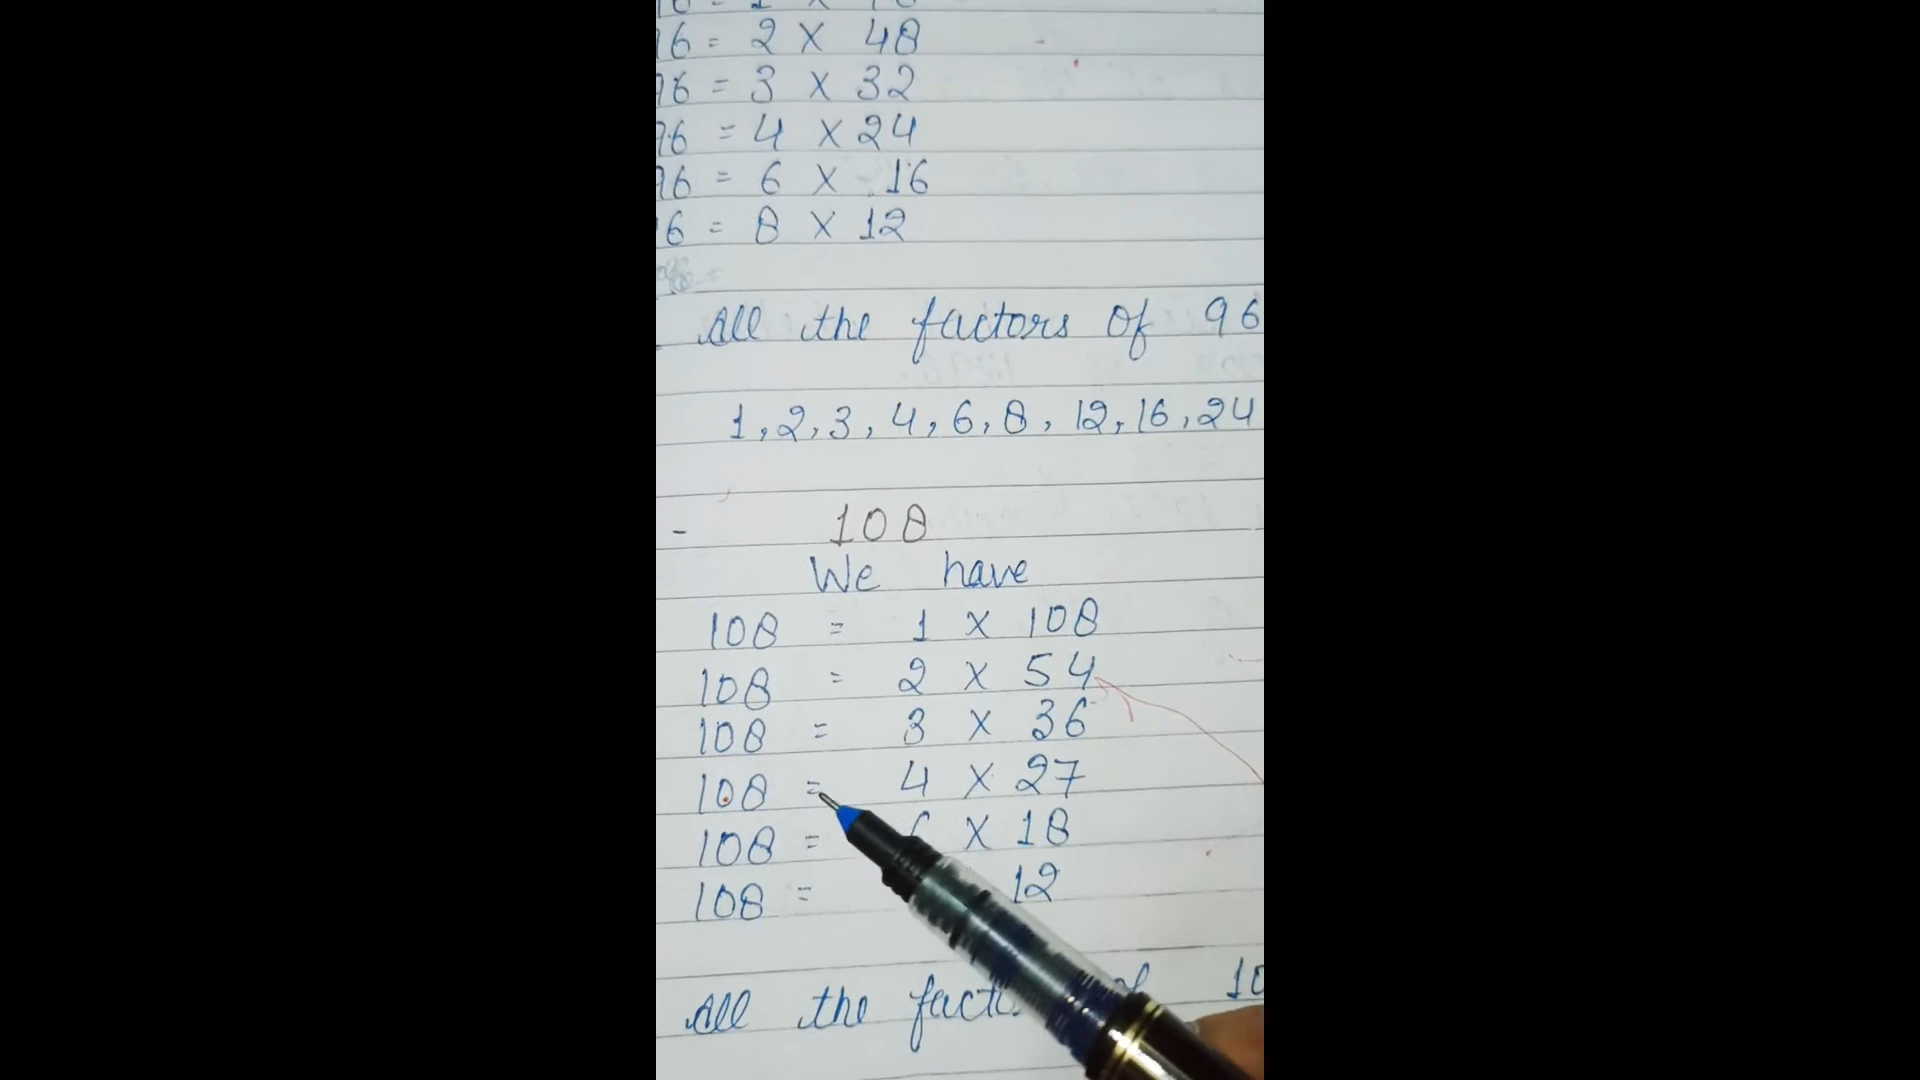 96 = 2 X 48
96 = 3 X 32
96 = 4 X 24
96 = 6 X 16
96 = 8 X 12
All the factors of 96
1, 2, 3, 4, 6, 8, 12, 16, 24
- 108
We have
108 = 1 X 108
108 = 2 X 54
108 = 3 X 36
108 = 4 X 27
108 = X 18
108 = 12
All the